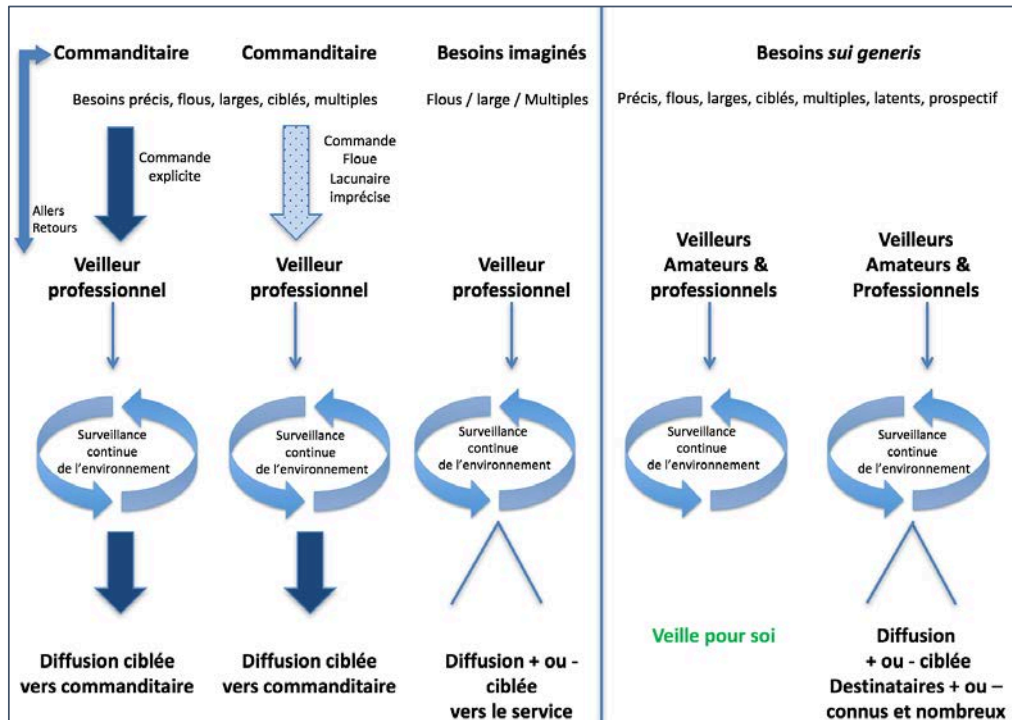 Commanditaire
Commanditaire
Besoins imaginés
Besoins sui generis
Besoins précis, flous, larges, ciblés, multiples
Flous / large / Multiples
Précis, flous, larges, ciblés, multiples, latents, prospectif
Commande
explicite
Commande
Floue
Lacunaire
imprécise
Allers
Retours
Veilleur
professionnel
Veilleur
professionnel
Veilleur
professionnel
Veilleurs
Amateurs &
professionnels
Veilleurs
Amateurs &
Professionnels
Surveillance
continue
de l'environnement
Surveillance
continue
de l'environnement
Surveillance
continue
de l'environnement
Surveillance
continue
de l'environnement
Surveillance
continue
de l'environnement
Diffusion ciblée
vers commanditaire
Diffusion ciblée
vers commanditaire
Diffusion + ou -
ciblée
vers le service
Veille pour soi
Diffusion
+ ou - ciblée
Destinataires + ou –
connus et nombreux